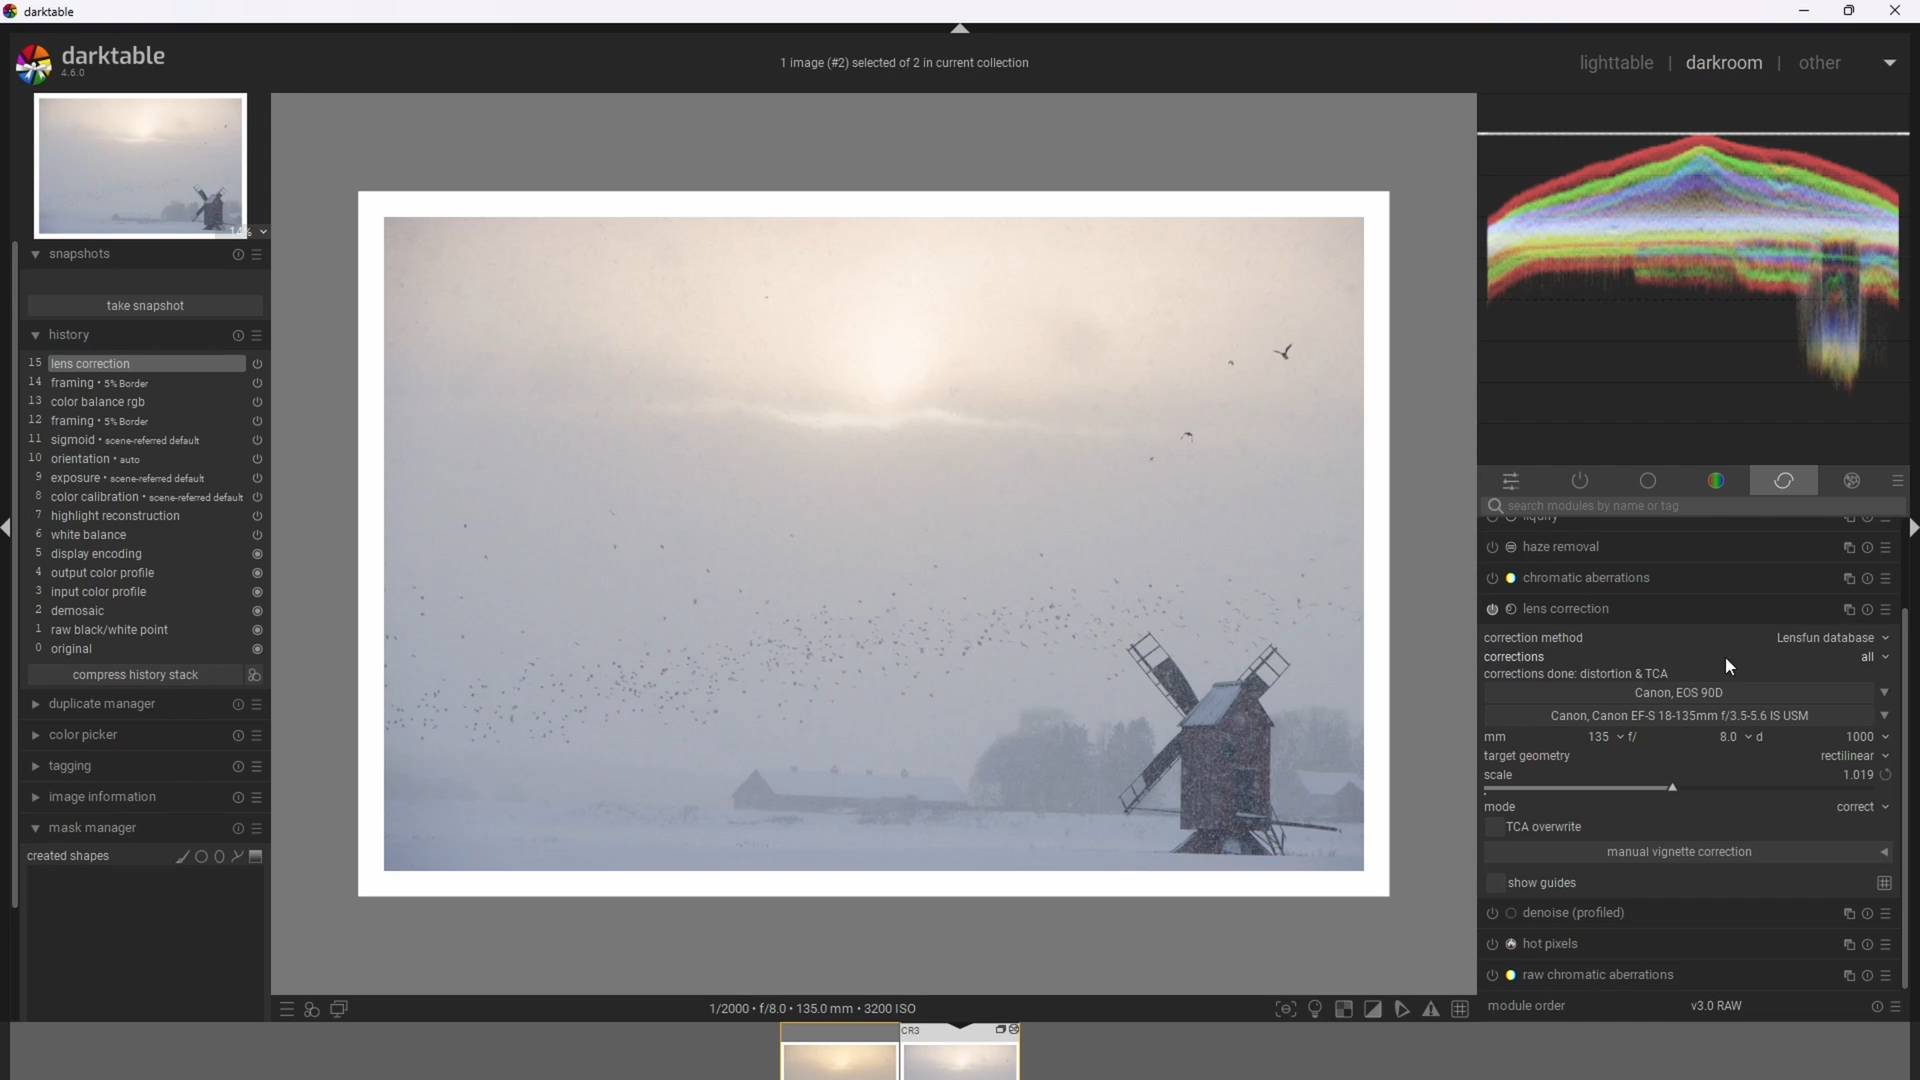 darktable
darktable
4.6.0
1 image (#2) selected of 2 in current collection
lighttable | darkroom | other
14%
snapshots
take snapshot
history
15 lens correction
14 framing • 5% Border
13 color balance rgb
12 framing • 5% Border
11 sigmoid • scene-referred default
10 orientation • auto
9 exposure • scene-referred default
8 color calibration • scene-referred default
7 highlight reconstruction
6 white balance
5 display encoding
4 output color profile
3 input color profile
2 demosaic
1 raw black/white point
0 original
compress history stack
duplicate manager
color picker
tagging
image information
mask manager
created shapes
1/2000 • f/8.0 • 135.0 mm • 3200 ISO
CR3
search modules by name or tag
liquify
haze removal
chromatic aberrations
lens correction
correction method Lensfun database
corrections all
corrections done: distortion & TCA
Canon, EOS 90D
Canon, Canon EF-S 18-135mm f/3.5-5.6 IS USM
mm 135 f/ 8.0 d 1000
target geometry rectilinear
scale 1.019
mode correct
TCA overwrite
manual vignette correction
show guides
denoise (profiled)
hot pixels
raw chromatic aberrations
module order v3.0 RAW